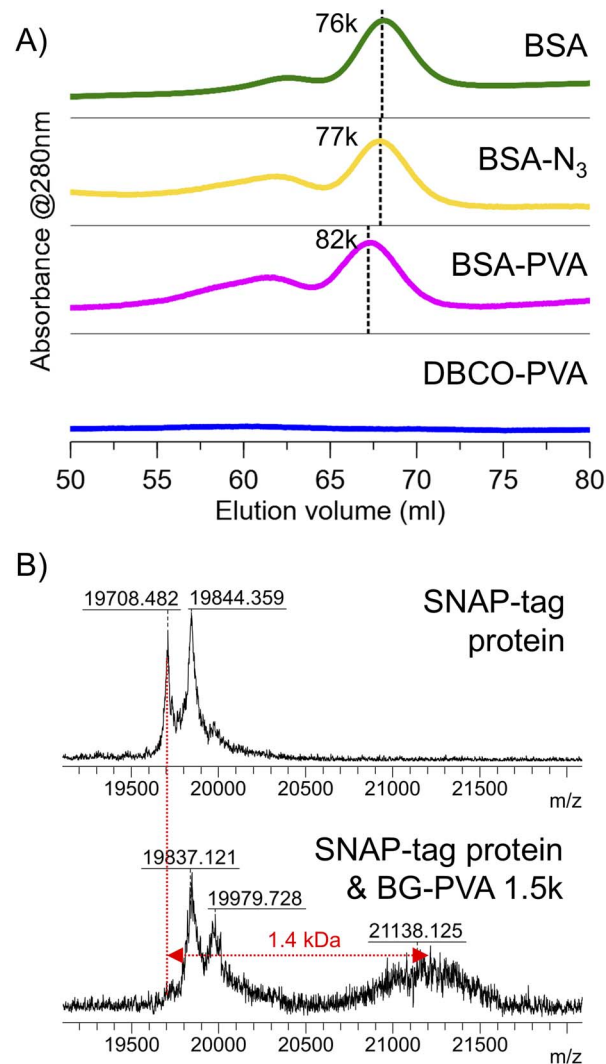 A)
76k
BSA
77k
BSA-N3
82k
BSA-PVA
DBCO-PVA
Absorbance @280nm
50 55 60 65 70 75 80
Elution volume (ml)
B)
19708.482 19844.359
SNAP-tag
protein
19500 20000 20500 21000 21500
m/z
19837.121
SNAP-tag protein
& BG-PVA 1.5k
19979.728
21138.125
1.4 kDa
19500 20000 20500 21000 21500
m/z